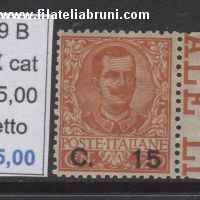 9 B
X cat
5,00
etto
5,00
POSTE·ITALIANE
C. 15
ALE
www.filateliabruni.com